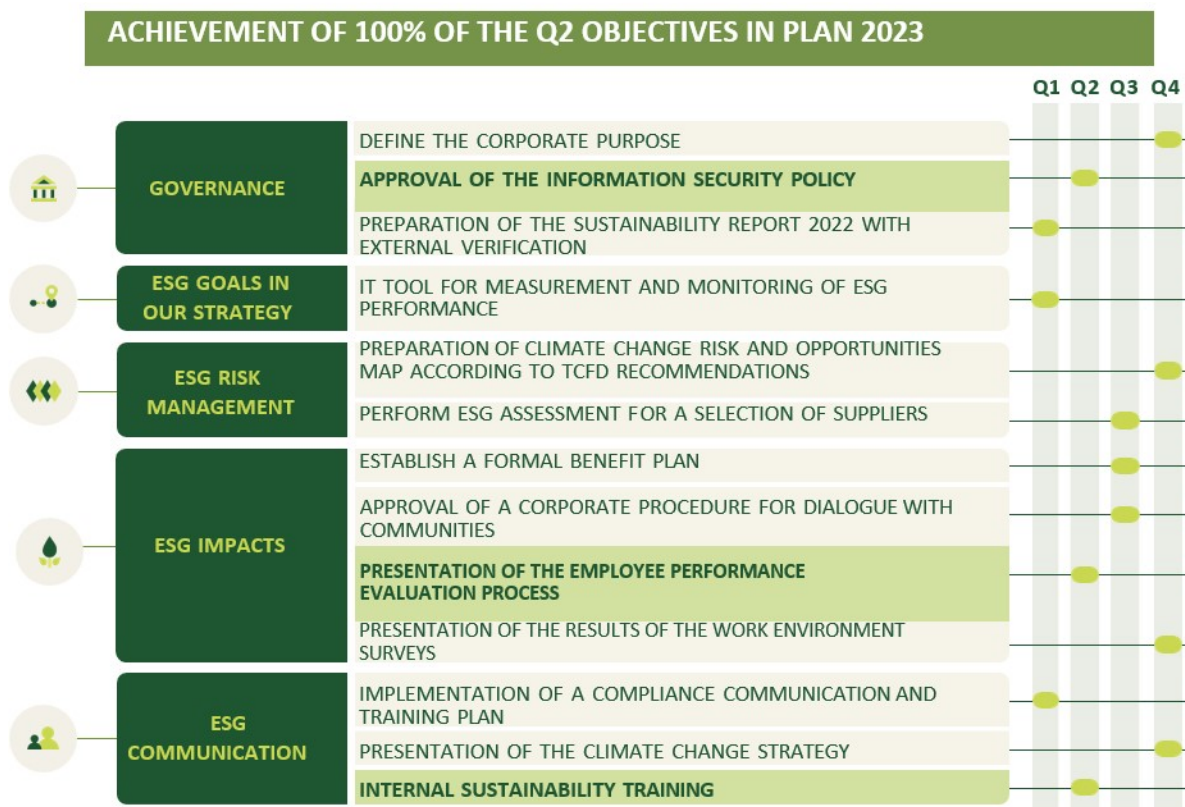 ACHIEVEMENT OF 100% OF THE Q2 OBJECTIVES IN PLAN 2023
Q1 Q2 Q3 Q4
GOVERNANCE
DEFINE THE CORPORATE PURPOSE
APPROVAL OF THE INFORMATION SECURITY POLICY
PREPARATION OF THE SUSTAINABILITY REPORT 2022 WITH
EXTERNAL VERIFICATION
ESG GOALS IN
OUR STRATEGY
IT TOOL FOR MEASUREMENT AND MONITORING OF ESG
PERFORMANCE
ESG RISK
MANAGEMENT
PREPARATION OF CLIMATE CHANGE RISK AND OPPORTUNITIES
MAP ACCORDING TO TCFD RECOMMENDATIONS
PERFORM ESG ASSESSMENT FOR A SELECTION OF SUPPLIERS
ESG IMPACTS
ESTABLISH A FORMAL BENEFIT PLAN
APPROVAL OF A CORPORATE PROCEDURE FOR DIALOGUE WITH
COMMUNITIES
PRESENTATION OF THE EMPLOYEE PERFORMANCE
EVALUATION PROCESS
PRESENTATION OF THE RESULTS OF THE WORK ENVIRONMENT
SURVEYS
ESG
COMMUNICATION
IMPLEMENTATION OF A COMPLIANCE COMMUNICATION AND
TRAINING PLAN
PRESENTATION OF THE CLIMATE CHANGE STRATEGY
INTERNAL SUSTAINABILITY TRAINING